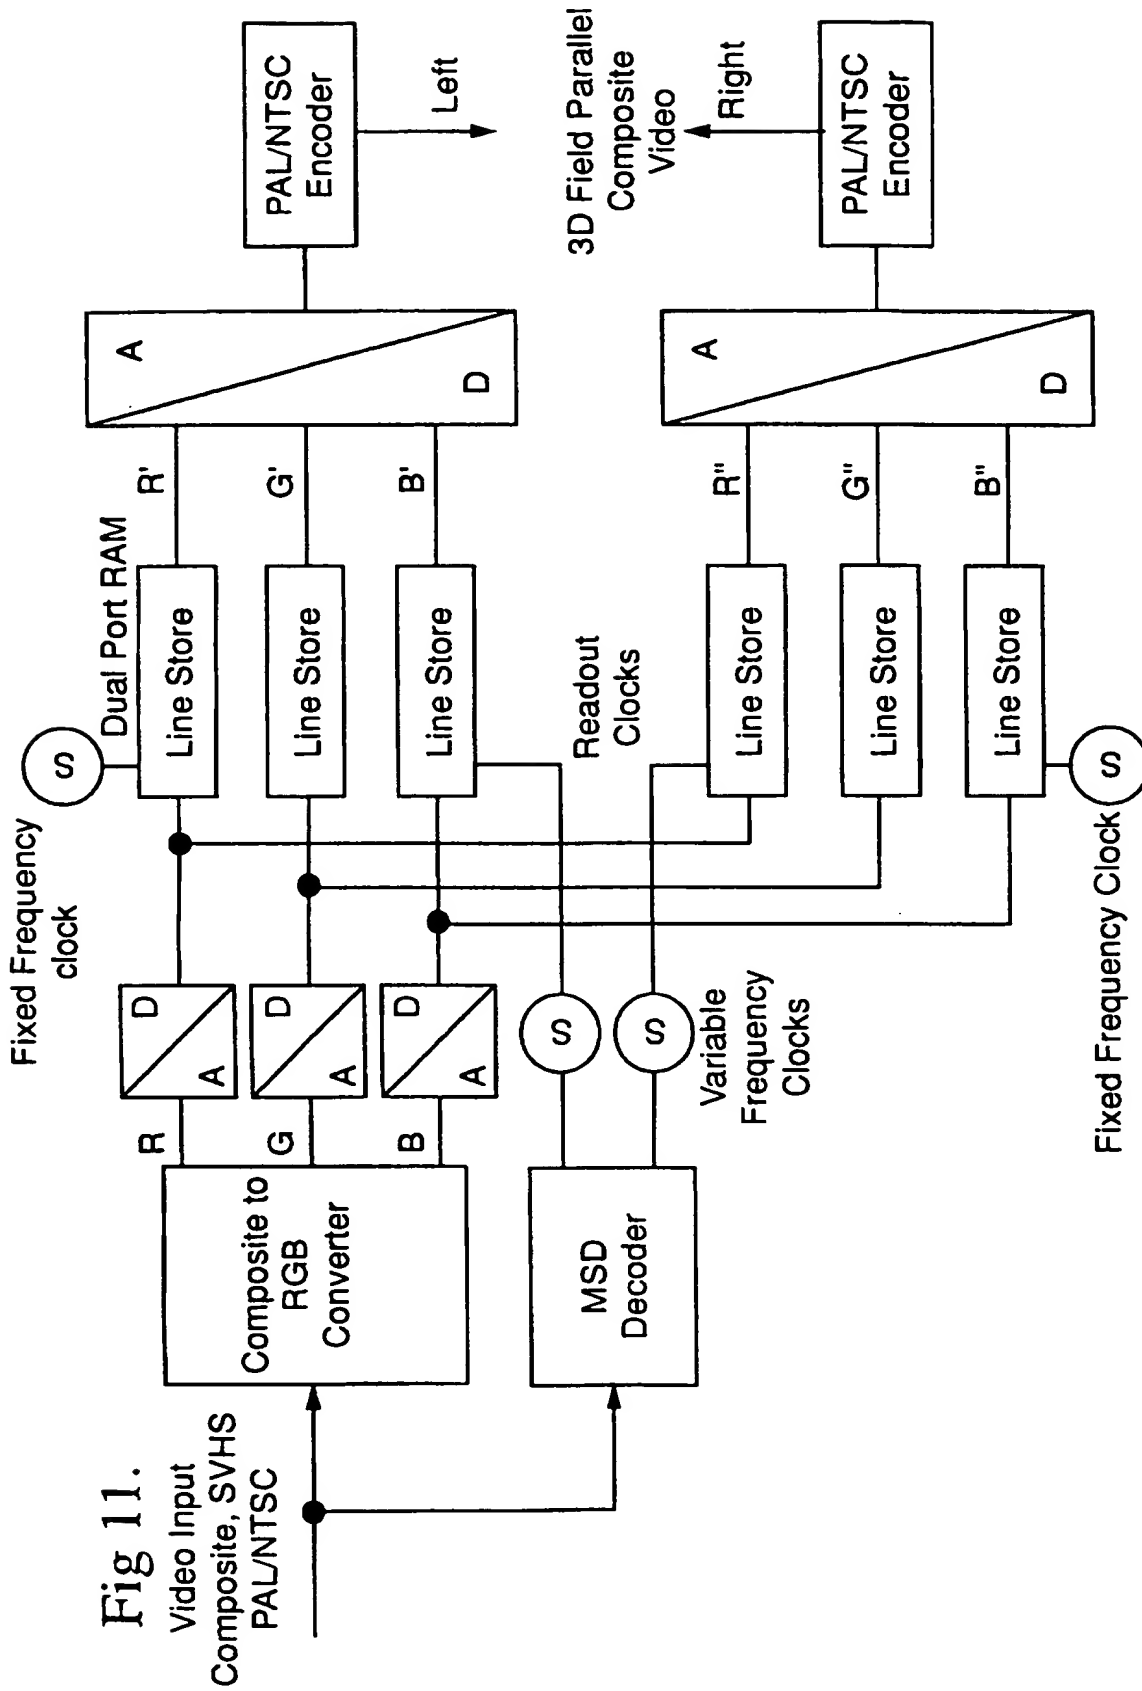 Fig 11.
Video Input
Composite, SVHS
PAL/NTSC
Composite to
RGB
Converter
MSD
Decoder
R
G
B
A
D
A
D
A
D
Fixed Frequency
clock
S
Dual Port RAM
S
S
Variable
Frequency
Clocks
Line Store
Line Store
Line Store
Readout
Clocks
Line Store
Line Store
Line Store
S
Fixed Frequency Clock
R'
G'
B'
R"
G"
B"
A
D
A
D
PAL/NTSC
Encoder
Left
3D Field Parallel
Composite
Video
Right
PAL/NTSC
Encoder